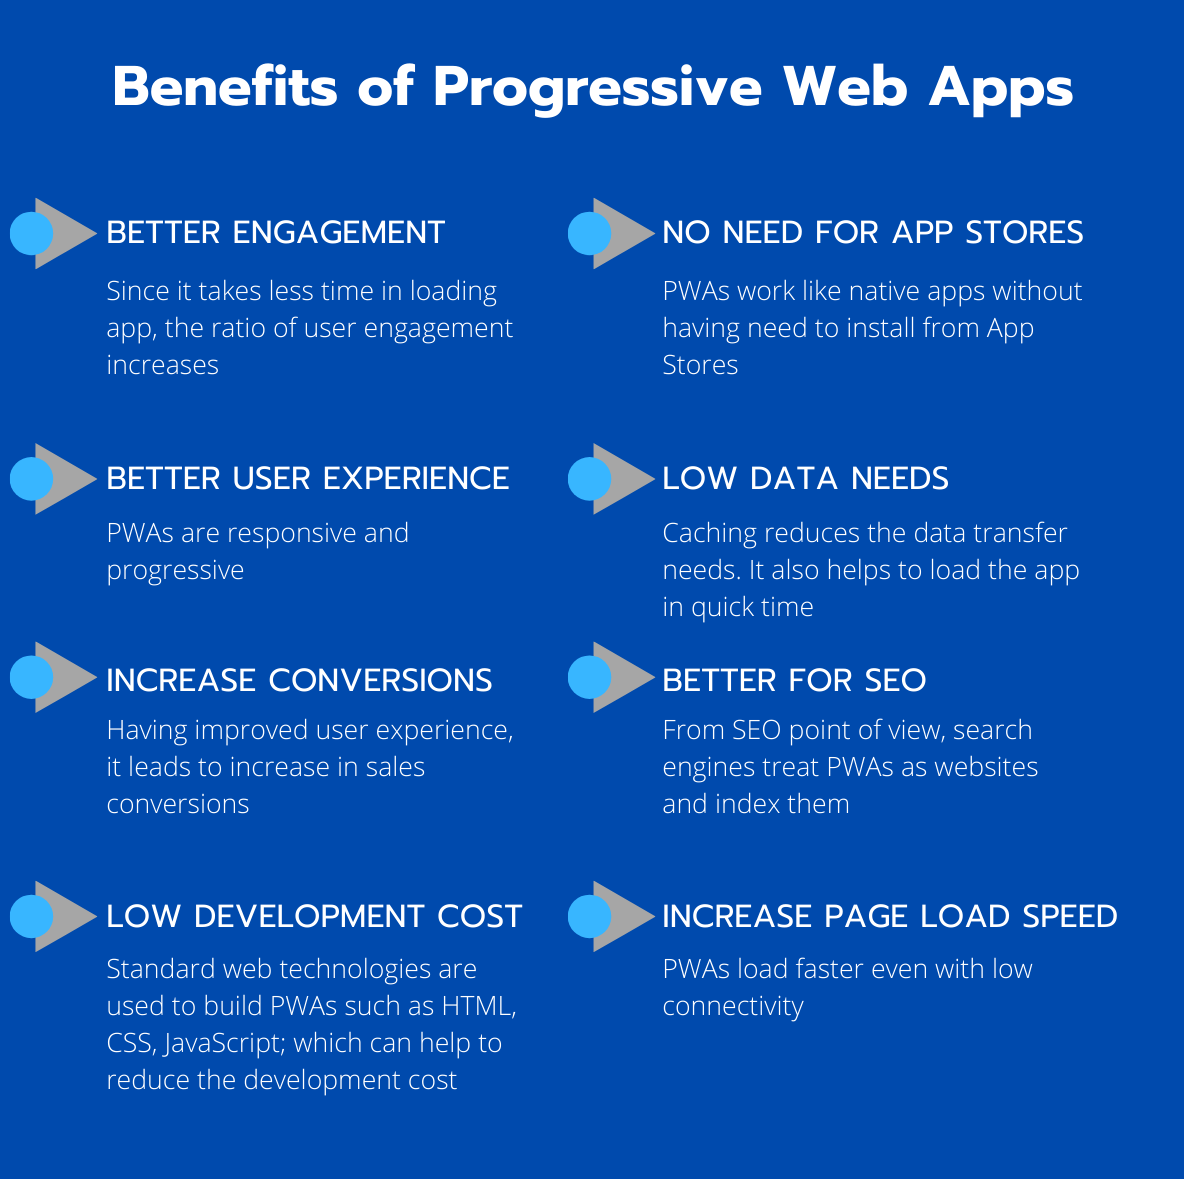 Benefits of Progressive Web Apps
BETTER ENGAGEMENT
Since it takes less time in loading
app, the ratio of user engagement
increases
NO NEED FOR APP STORES
PWAs work like native apps without
having need to install from App
Stores
BETTER USER EXPERIENCE
PWAs are responsive and
progressive
LOW DATA NEEDS
Caching reduces the data transfer
needs. It also helps to load the app
in quick time
INCREASE CONVERSIONS
Having improved user experience,
it leads to increase in sales
conversions
BETTER FOR SEO
From SEO point of view, search
engines treat PWAs as websites
and index them
LOW DEVELOPMENT COST
Standard web technologies are
used to build PWAs such as HTML,
CSS, JavaScript; which can help to
reduce the development cost
INCREASE PAGE LOAD SPEED
PWAs load faster even with low
connectivity